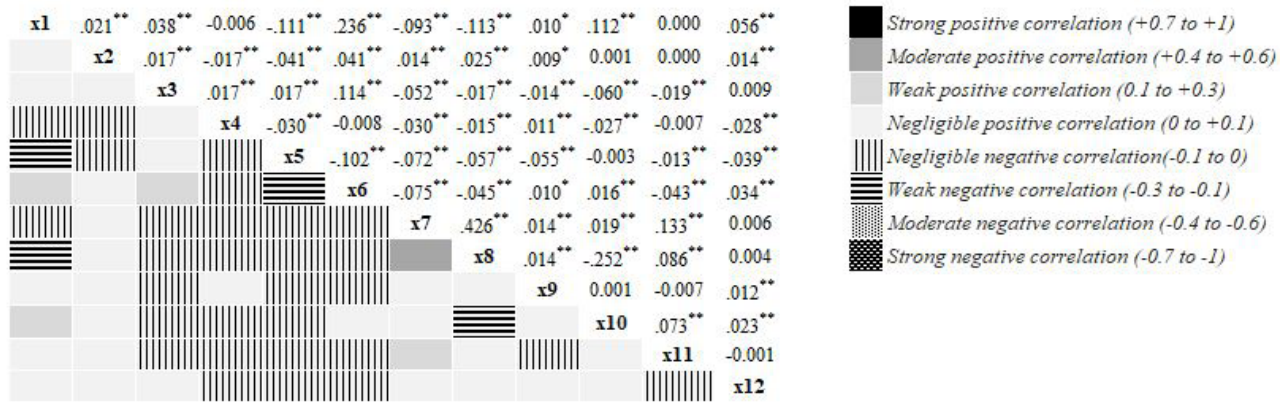 x1 .021** .038** -0.006 -.111** .236** -.093** -.113** .010* .112** 0.000 .056**
x2 .017** -.017** -.041** .041** .014** .025** .009* 0.001 0.000 .014**
x3 .017** .017** .114** -.052** -.017** -.014** -.060** -.019** 0.009
x4 -.030** -0.008 -.030** -.015** .011** -.027** -0.007 -.028**
x5 -.102** -.072** -.057** -.055** -0.003 -.013** -.039**
x6 -.075** -.045** .010* .016** -.043** .034**
x7 .426** .014** .019** .133** 0.006
x8 .014** -.252** .086** 0.004
x9 0.001 -0.007 .012**
x10 .073** .023**
x11 -0.001
x12
Strong positive correlation (+0.7 to +1)
Moderate positive correlation (+0.4 to +0.6)
Weak positive correlation (0.1 to +0.3)
Negligible positive correlation (0 to +0.1)
Negligible negative correlation(-0.1 to 0)
Weak negative correlation (-0.3 to -0.1)
Moderate negative correlation (-0.4 to -0.6)
Strong negative correlation (-0.7 to -1)